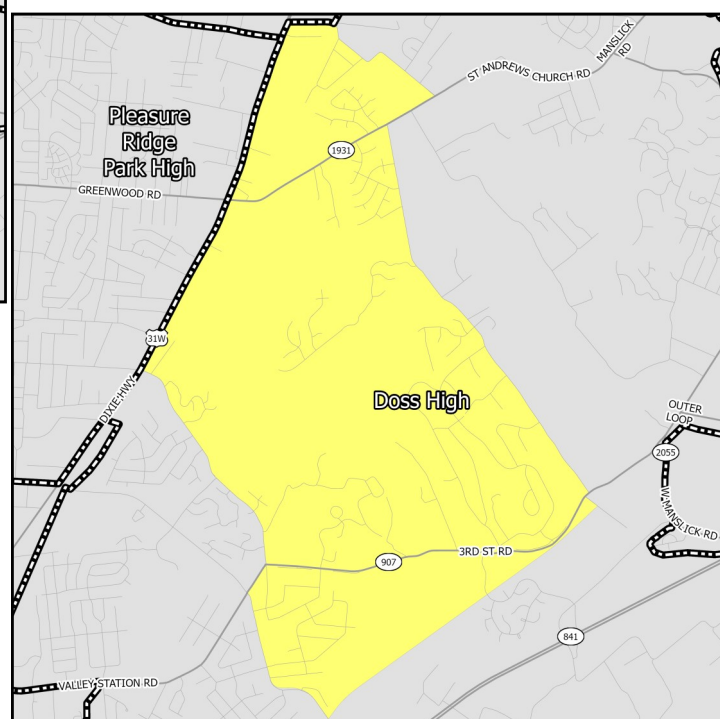 MANSLICK
RD
ST ANDREWS CHURCH RD
Pleasure
Ridge
Park High
1931
GREENWOOD RD
31W
DIXIE HWY
Doss High
OUTER
LOOP
2055
W MANSLICK RD
3RD ST RD
907
841
VALLEY STATION RD